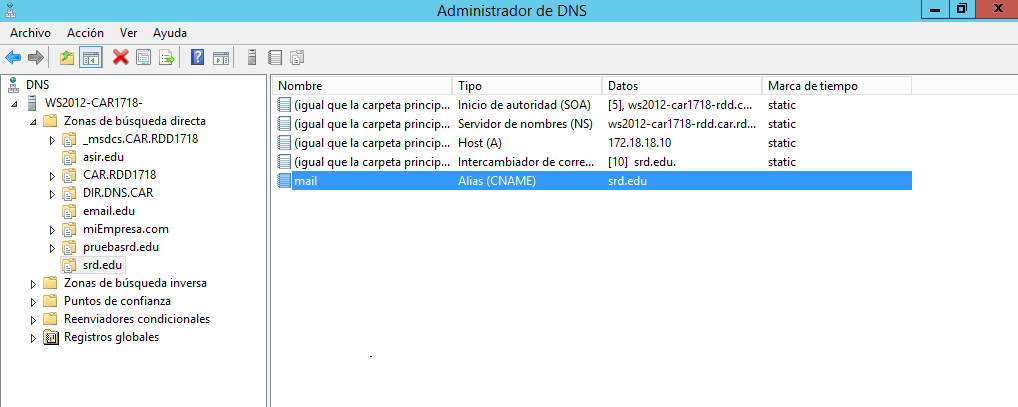 Administrador de DNS
Archivo Acción Ver Ayuda
DNS
WS2012-CAR1718-
Zonas de búsqueda directa
_msdcs.CAR.RDD1718
asir.edu
CAR.RDD1718
DIR.DNS.CAR
email.edu
miEmpresa.com
pruebasrd.edu
srd.edu
Zonas de búsqueda inversa
Puntos de confianza
Reenviadores condicionales
Registros globales
Nombre Tipo Datos Marca de tiempo
(igual que la carpeta princip... Inicio de autoridad (SOA) [5], ws2012-car1718-rdd.c... static
(igual que la carpeta princip... Servidor de nombres (NS) ws2012-car1718-rdd.car.rd... static
(igual que la carpeta princip... Host (A) 172.18.18.10 static
(igual que la carpeta princip... Intercambiador de corre... [10] srd.edu. static
mail Alias (CNAME) srd.edu